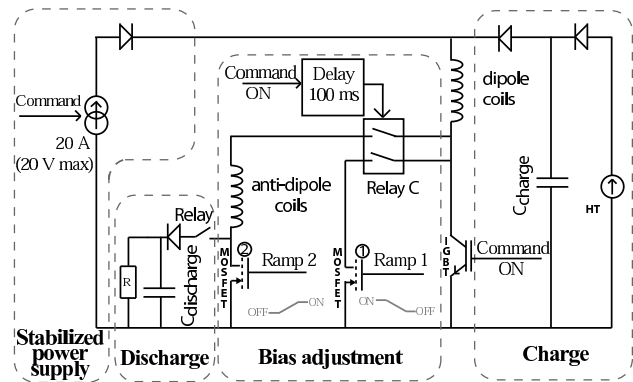 Command
ON
Delay
100 ms
dipole
coils
Command
20 A
(20 V max)
Relay C
anti-dipole
coils
Ccharge
HT
Relay
Cdischarge
R
MOSFET
2
Ramp 2
OFF
ON
MOSFET
1
Ramp 1
ON
OFF
IGBT
Command
ON
Stabilized
power
supply
Discharge
Bias adjustment
Charge